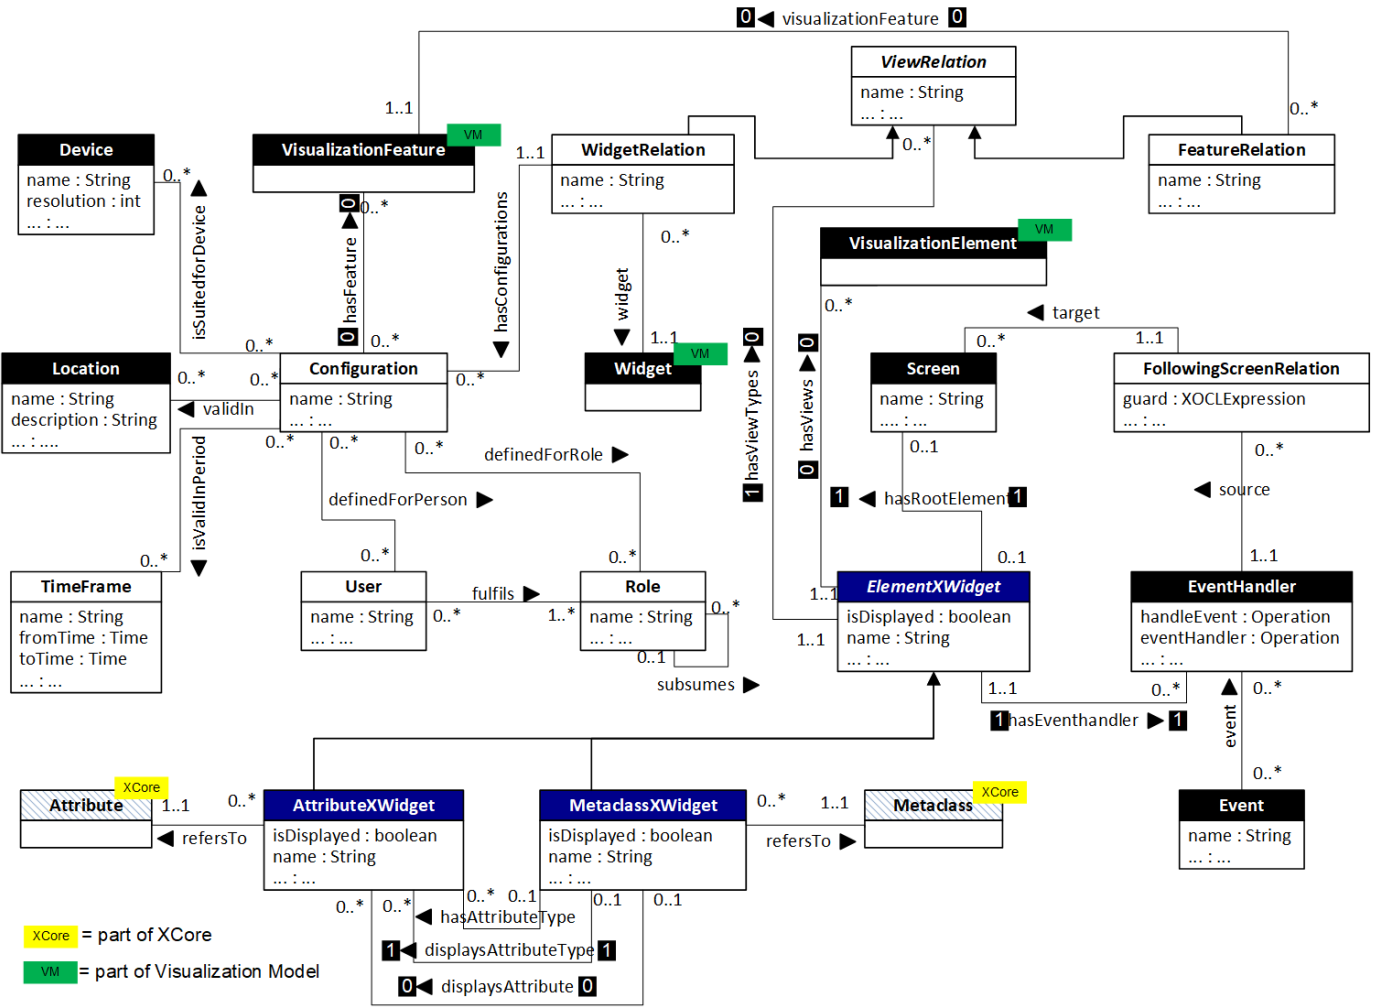 0 ◀ visualizationFeature 0
ViewRelation
name : String
... : ...
1..1
0..*
0..*
VM
Device
name : String
resolution : int
... : ...
0..*
VisualizationFeature
1..1
WidgetRelation
name : String
... : ...
FeatureRelation
name : String
... : ...
isSuitedforDevice ▶
0 hasFeature ▶ 0
0..*
hasConfigurations
0..*
widget
VM
VisualizationElement
0..*
◀ target
0..*
1..1
0..*
0..*
1..1
VM
Location
name : String
description : String
... : ....
0..*
0..*
◀ validIn
Configuration
name : String
... : ...
0..*
Widget
1 hasViewTypes ▶ 0
0 hasViews ▶ 0
Screen
name : String
.... : ...
FollowingScreenRelation
guard : XOCLExpression
... : ...
0..*
0..*
0..*
definedForRole ▶
0..1
0..*
isValidInPeriod
definedForPerson ▶
1 ◀ hasRootElement 1
◀ source
0..*
0..*
0..*
0..1
1..1
TimeFrame
name : String
fromTime : Time
toTime : Time
... : ...
User
name : String
... : ...
fulfils ▶
0..*
1..*
Role
name : String
... : ...
0..*
0..1
subsumes ▶
1..1
1..1
ElementXWidget
isDisplayed : boolean
name : String
... : ...
EventHandler
handleEvent : Operation
eventHandler : Operation
... : ...
1..1
0..*
0..*
1 hasEventhandler ▶ 1
event ▶
0..*
XCore
Attribute
1..1
0..*
◀ refersTo
AttributeXWidget
isDisplayed : boolean
name : String
... : ...
MetaclassXWidget
isDisplayed : boolean
name : String
... : ...
0..*
1..1
refersTo ▶
XCore
Metaclass
Event
name : String
... : ...
0..*
0..*
0..*
0..1
0..1
0..1
◀ hasAttributeType
1 ◀ displaysAttributeType 1
0 ◀ displaysAttribute 0
XCore = part of XCore
VM = part of Visualization Model